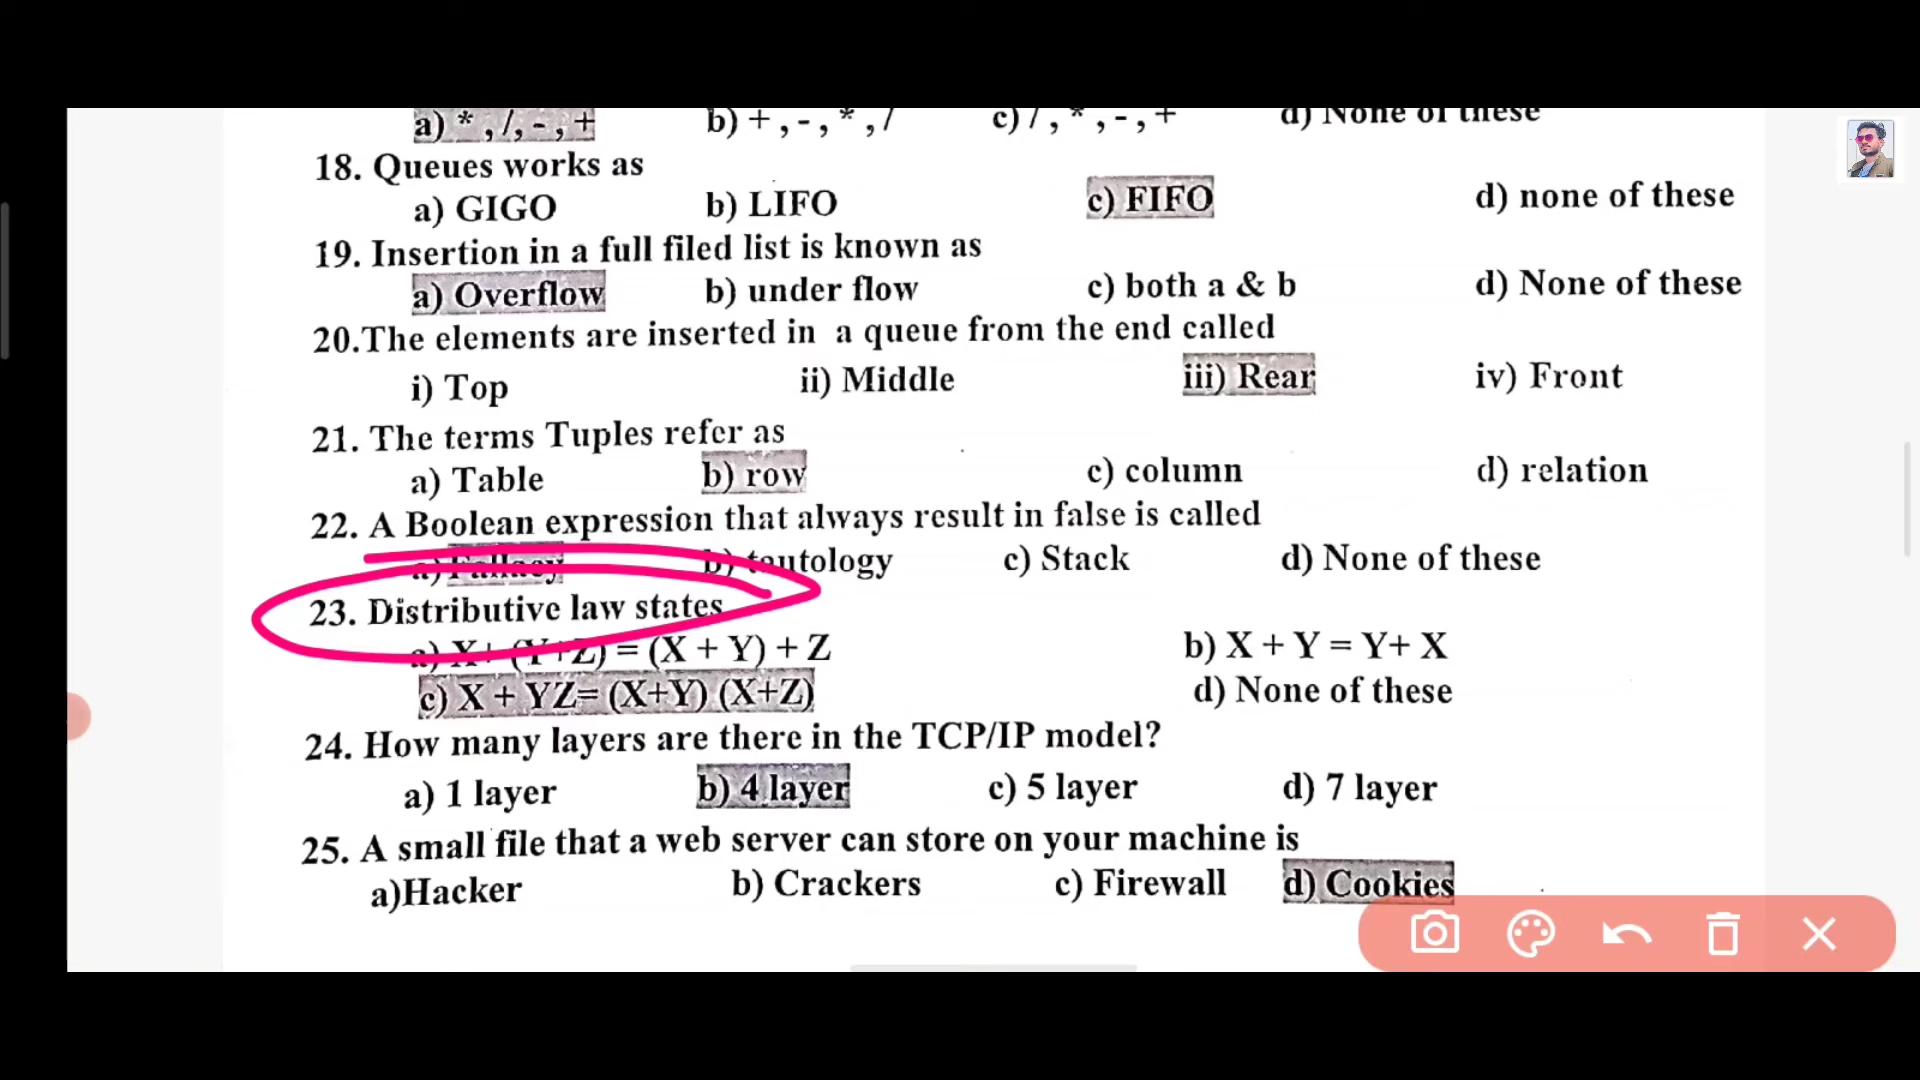 a) * , /, - , + b) + , - , * , / c) / , * , - , + d) None of these
18. Queues works as
a) GIGO b) LIFO c) FIFO d) none of these
19. Insertion in a full filed list is known as
a) Overflow b) under flow c) both a & b d) None of these
20.The elements are inserted in a queue from the end called
i) Top ii) Middle iii) Rear iv) Front
21. The terms Tuples refer as
a) Table b) row c) column d) relation
22. A Boolean expression that always result in false is called
a) Fallacy b) tautology c) Stack d) None of these
23. Distributive law states
a) X+ (Y+Z) = (X + Y) + Z b) X + Y = Y+ X
c) X + YZ= (X+Y) (X+Z) d) None of these
24. How many layers are there in the TCP/IP model?
a) 1 layer b) 4 layer c) 5 layer d) 7 layer
25. A small file that a web server can store on your machine is
a)Hacker b) Crackers c) Firewall d) Cookies